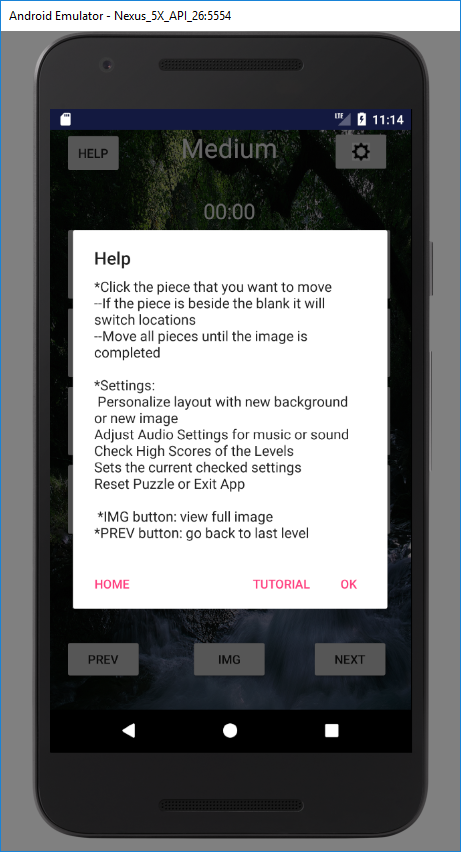 Android Emulator - Nexus_5X_API_26:5554
LTE 11:14
HELP Medium
00:00
Help
*Click the piece that you want to move
--If the piece is beside the blank it will
switch locations
--Move all pieces until the image is
completed
*Settings:
Personalize layout with new background
or new image
Adjust Audio Settings for music or sound
Check High Scores of the Levels
Sets the current checked settings
Reset Puzzle or Exit App
*IMG button: view full image
*PREV button: go back to last level
HOME TUTORIAL OK
PREV IMG NEXT